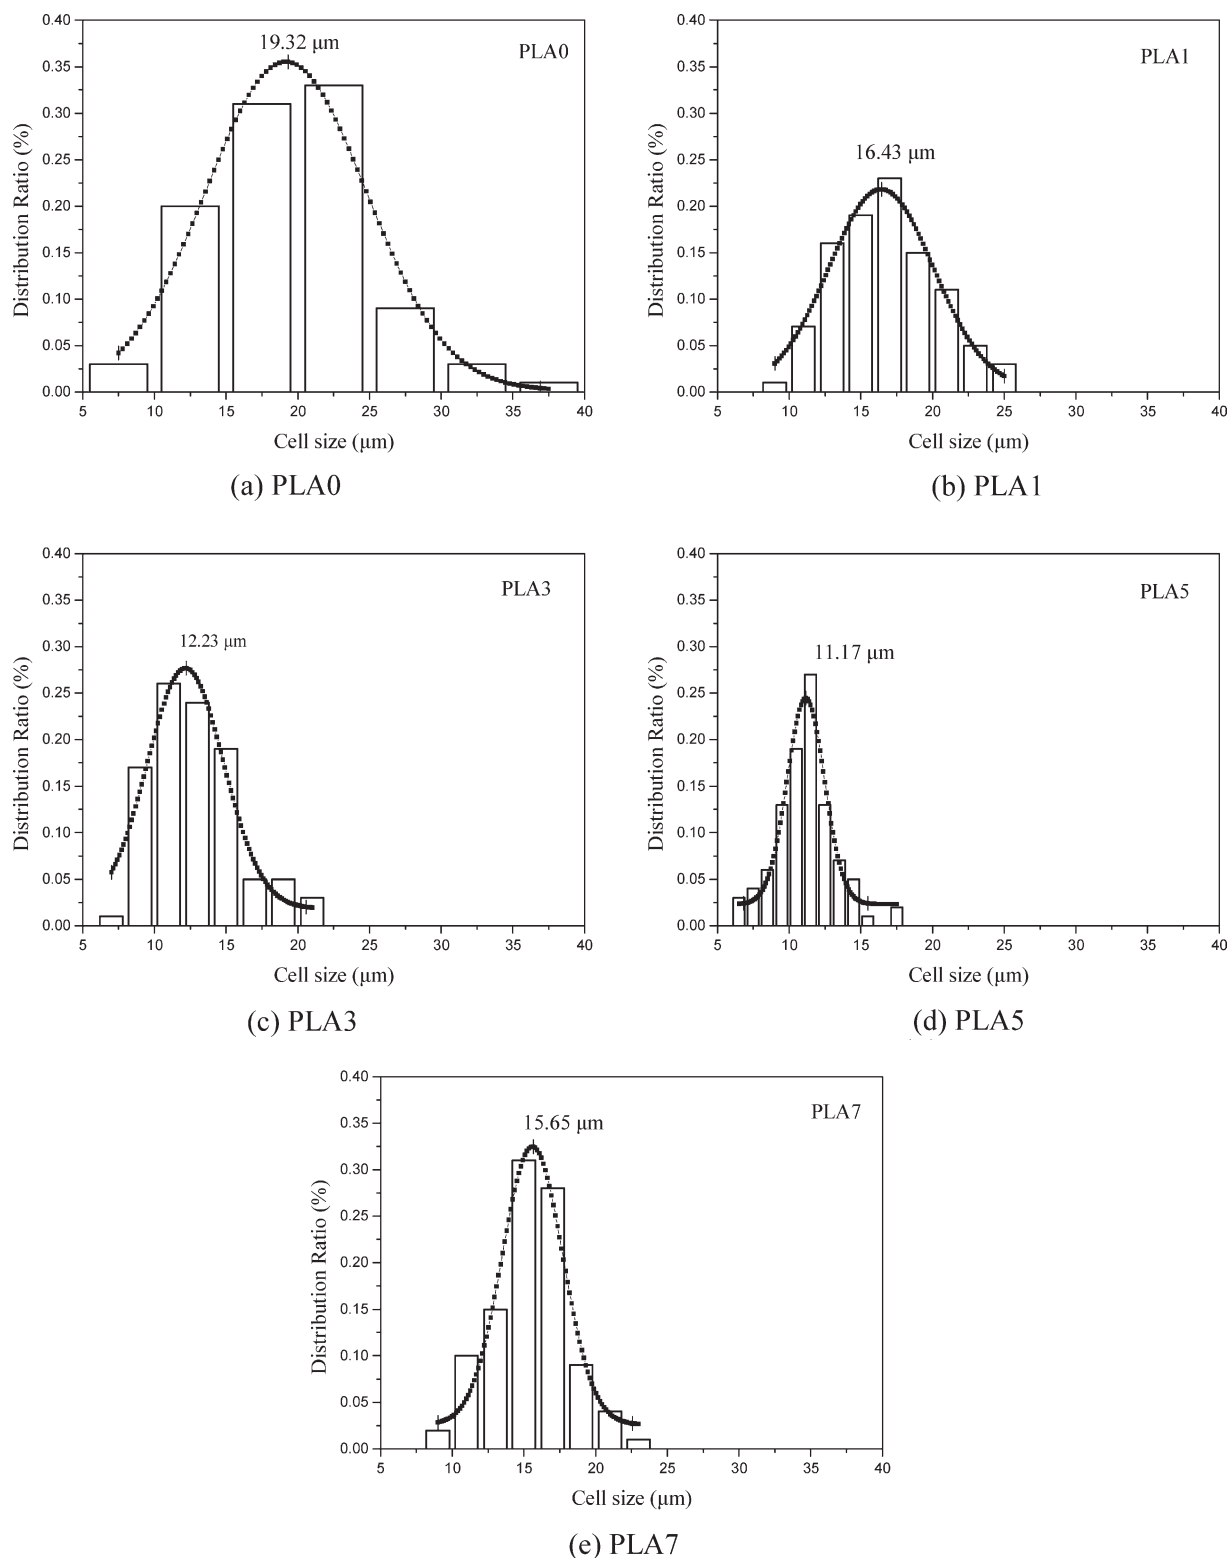 0.40
0.35
0.30
0.25
0.20
0.15
0.10
0.05
0.00
Distribution Ratio (%)
19.32 μm
PLA0
5 10 15 20 25 30 35 40
Cell size (μm)
(a) PLA0
0.40
0.35
0.30
0.25
0.20
0.15
0.10
0.05
0.00
Distribution Ratio (%)
16.43 μm
PLA1
5 10 15 20 25 30 35 40
Cell size (μm)
(b) PLA1
0.40
0.35
0.30
0.25
0.20
0.15
0.10
0.05
0.00
Distribution Ratio (%)
12.23 μm
PLA3
5 10 15 20 25 30 35 40
Cell size (μm)
(c) PLA3
0.40
0.35
0.30
0.25
0.20
0.15
0.10
0.05
0.00
Distribution Ratio (%)
11.17 μm
PLA5
5 10 15 20 25 30 35 40
Cell size (μm)
(d) PLA5
0.40
0.35
0.30
0.25
0.20
0.15
0.10
0.05
0.00
Distribution Ratio (%)
15.65 μm
PLA7
5 10 15 20 25 30 35 40
Cell size (μm)
(e) PLA7